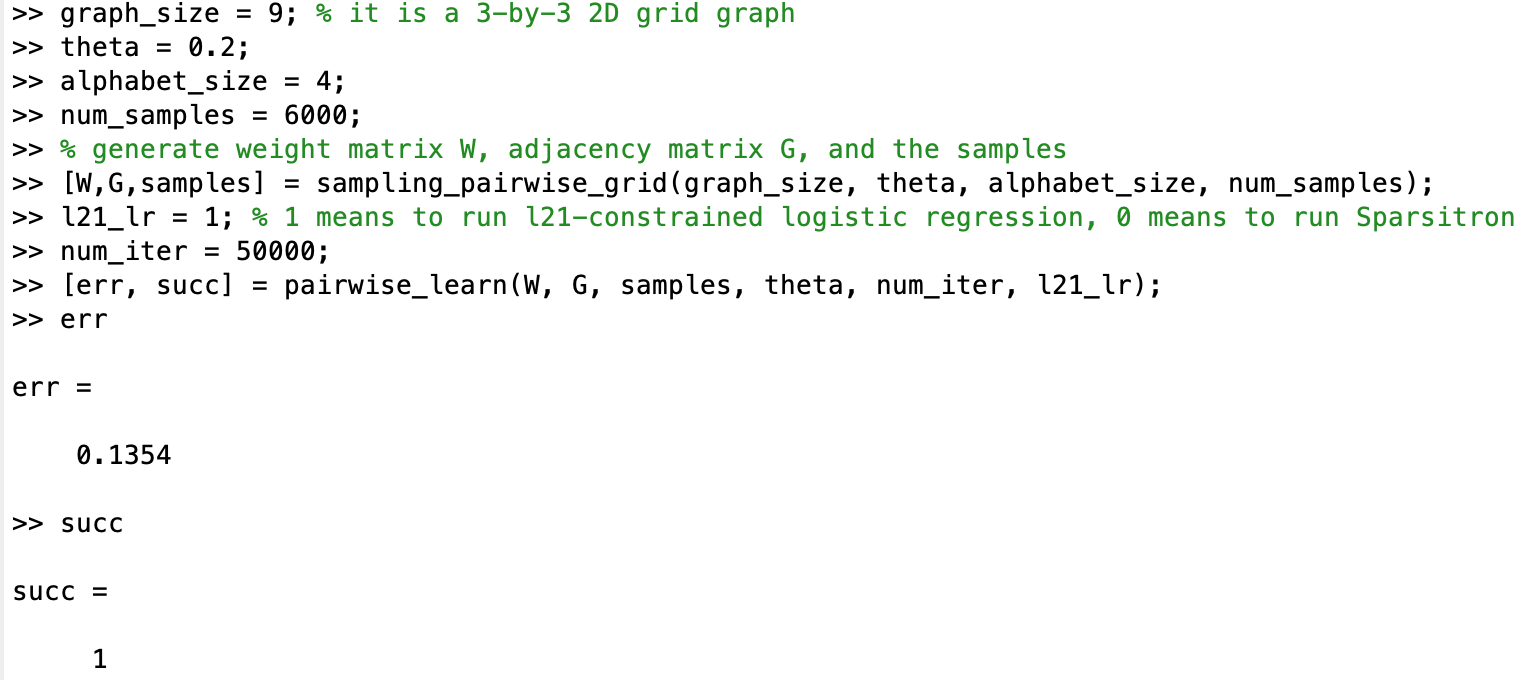 >> graph_size = 9; % it is a 3-by-3 2D grid graph
>> theta = 0.2;
>> alphabet_size = 4;
>> num_samples = 6000;
>> % generate weight matrix W, adjacency matrix G, and the samples
>> [W,G,samples] = sampling_pairwise_grid(graph_size, theta, alphabet_size, num_samples);
>> l21_lr = 1; % 1 means to run l21-constrained logistic regression, 0 means to run Sparsitron
>> num_iter = 50000;
>> [err, succ] = pairwise_learn(W, G, samples, theta, num_iter, l21_lr);
>> err
err =
0.1354
>> succ
succ =
1